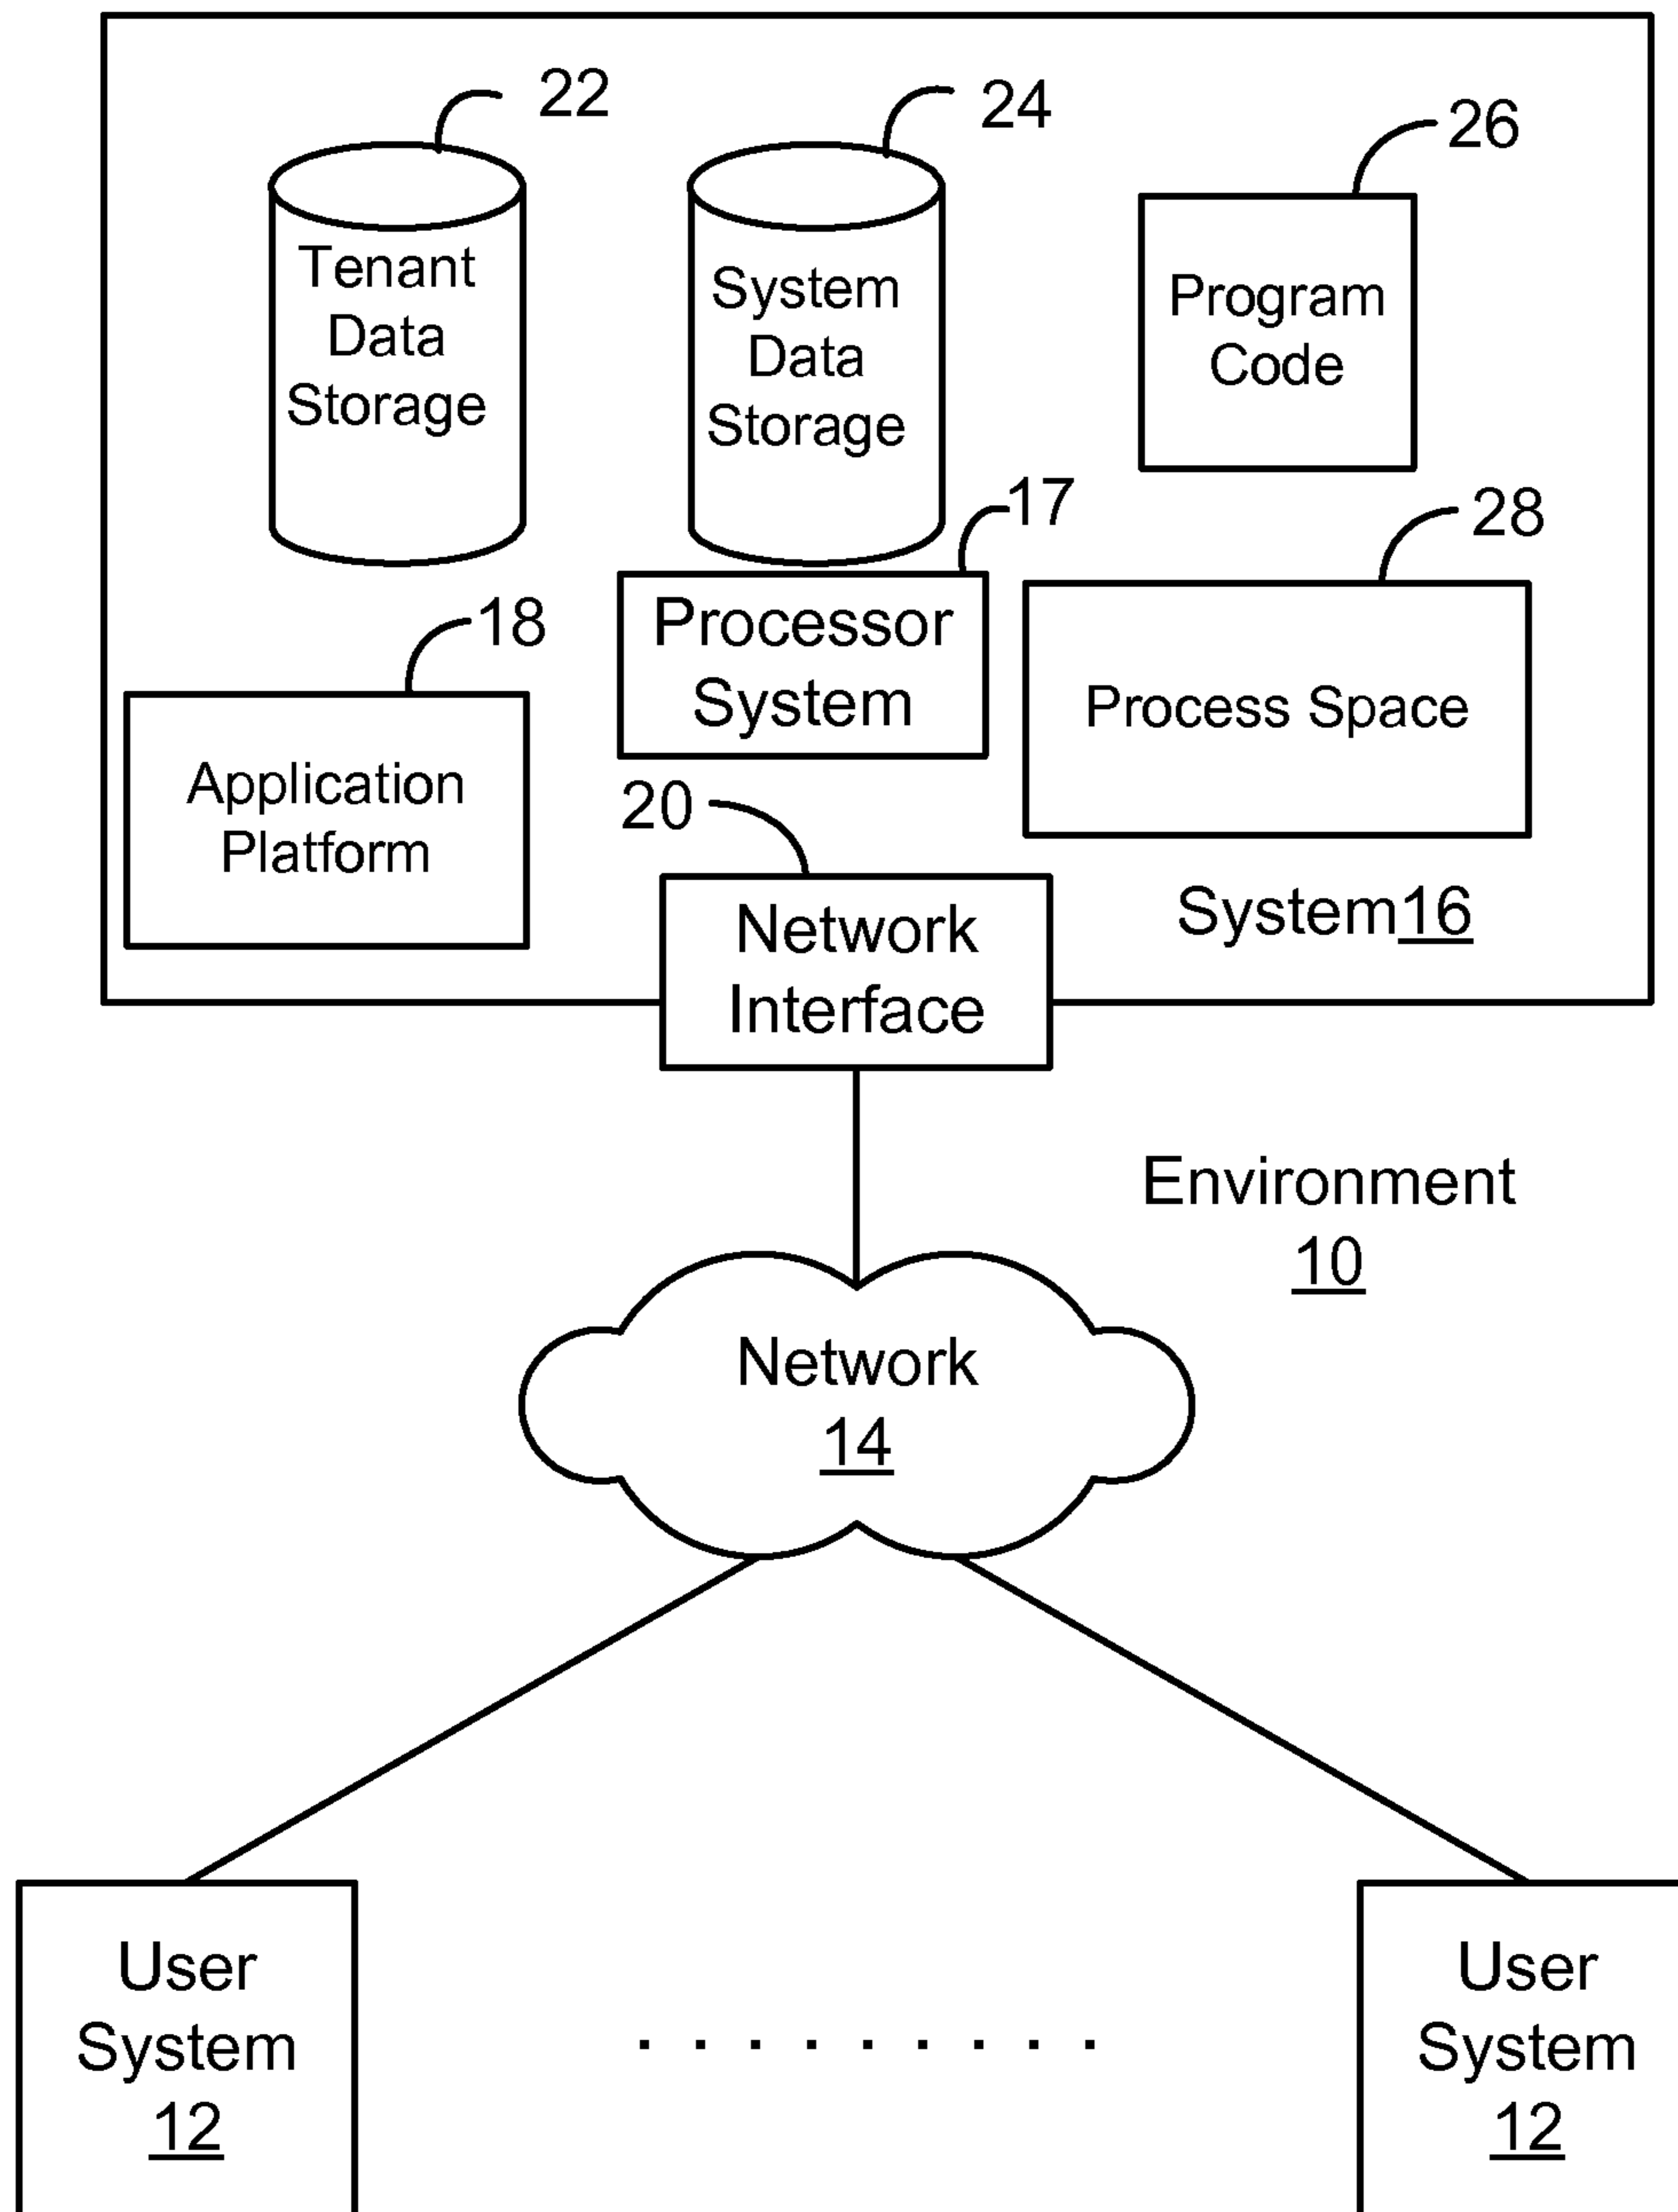 22
24
26
Tenant
Data
Storage
System
Data
Storage
Program
Code
17
28
18
Processor
System
Process Space
Application
Platform
20
Network
Interface
System16
Environment
10
Network
14
User
System
12
. . . . . . . . .
User
System
12